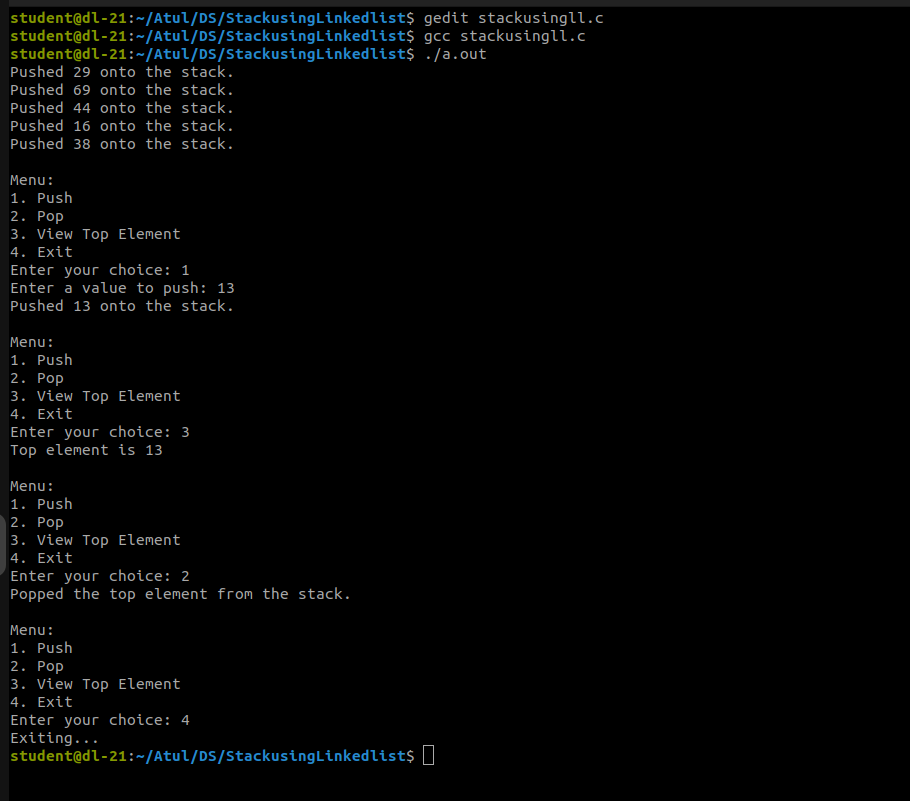 student@dl-21:~/Atul/DS/StackusingLinkedlist$ gedit stackusingll.c
student@dl-21:~/Atul/DS/StackusingLinkedlist$ gcc stackusingll.c
student@dl-21:~/Atul/DS/StackusingLinkedlist$ ./a.out
Pushed 29 onto the stack.
Pushed 69 onto the stack.
Pushed 44 onto the stack.
Pushed 16 onto the stack.
Pushed 38 onto the stack.

Menu:
1. Push
2. Pop
3. View Top Element
4. Exit
Enter your choice: 1
Enter a value to push: 13
Pushed 13 onto the stack.

Menu:
1. Push
2. Pop
3. View Top Element
4. Exit
Enter your choice: 3
Top element is 13

Menu:
1. Push
2. Pop
3. View Top Element
4. Exit
Enter your choice: 2
Popped the top element from the stack.

Menu:
1. Push
2. Pop
3. View Top Element
4. Exit
Enter your choice: 4
Exiting...
student@dl-21:~/Atul/DS/StackusingLinkedlist$